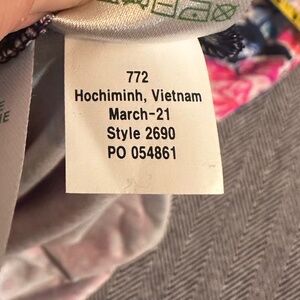 772
Hochiminh, Vietnam
March-21
Style 2690
PO 054861